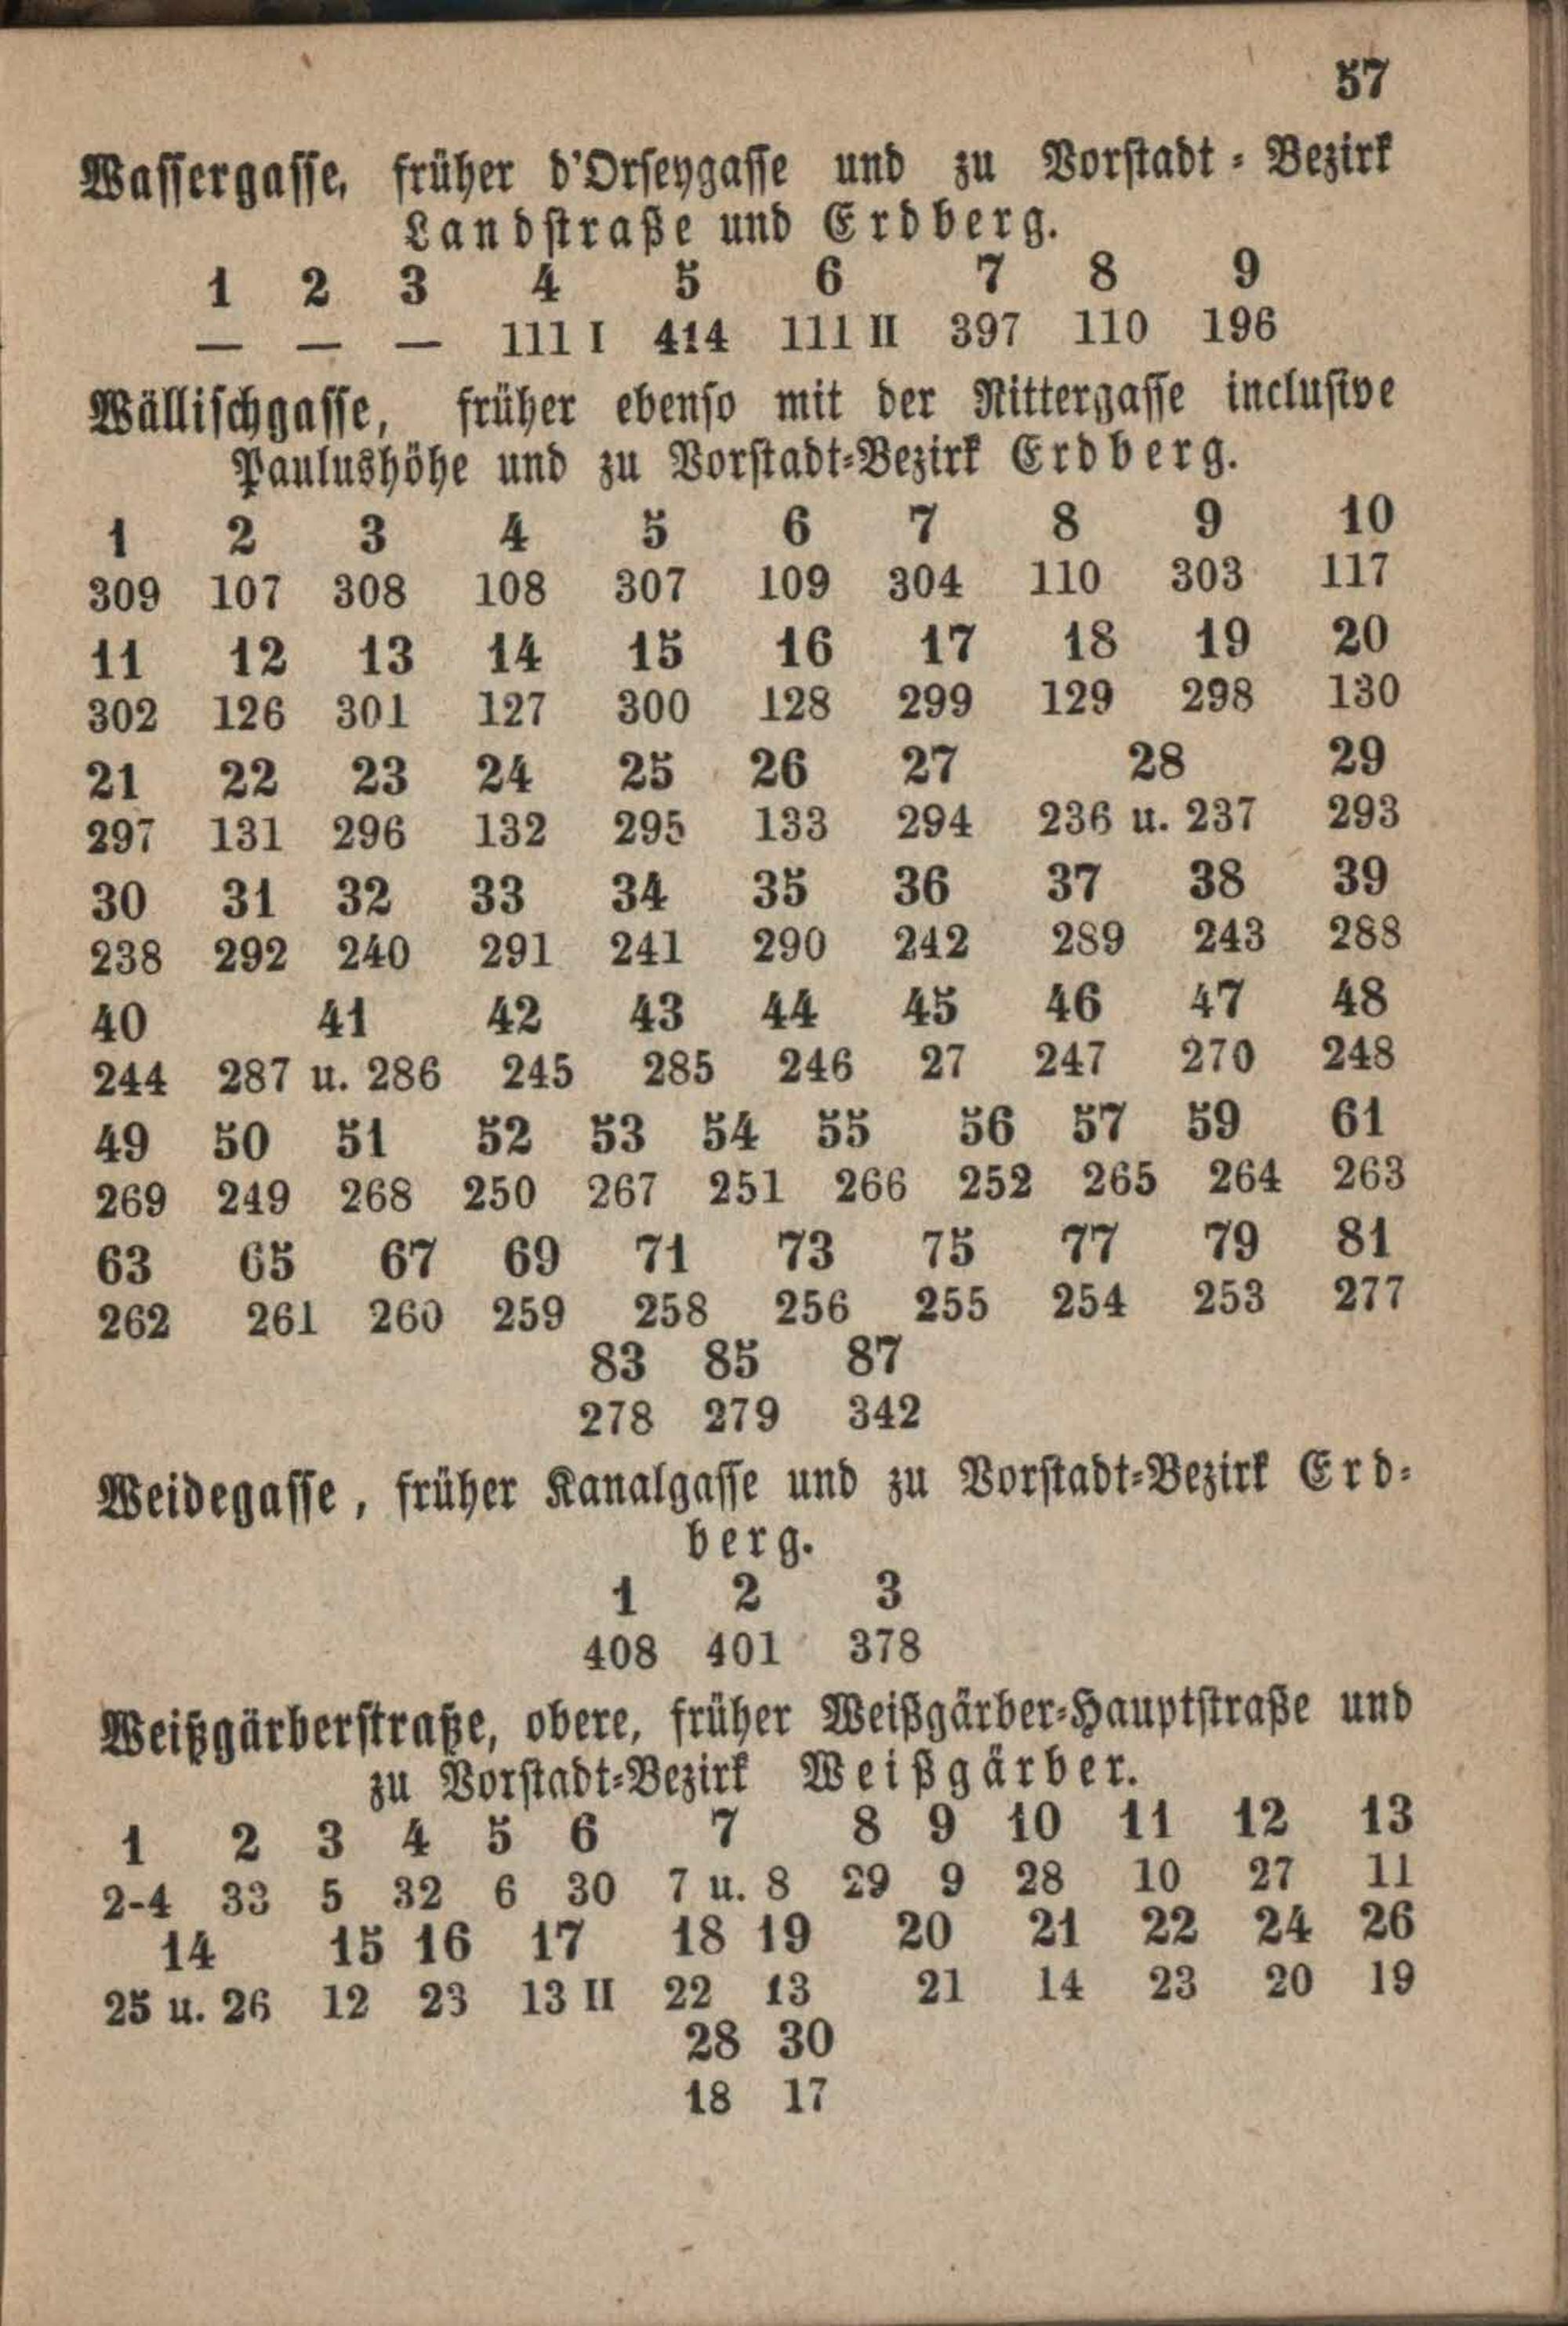 57
Wassergasse, früher d'Orseygasse und zu Vorstadt-Bezirk
Landstraße und Erdberg.
1 2 3 4 5 6 7 8 9
— — — 111 I 414 111 II 397 110 196
Wällischgasse, früher ebenso mit der Rittergasse inclusive
Paulushöhe und zu Vorstadt-Bezirk Erdberg.
1 2 3 4 5 6 7 8 9 10
309 107 308 108 307 109 304 110 303 117
11 12 13 14 15 16 17 18 19 20
302 126 301 127 300 128 299 129 298 130
21 22 23 24 25 26 27 28 29
297 131 296 132 295 133 294 236 u. 237 293
30 31 32 33 34 35 36 37 38 39
238 292 240 291 241 290 242 289 243 288
40 41 42 43 44 45 46 47 48
244 287 u. 286 245 285 246 27 247 270 248
49 50 51 52 53 54 55 56 57 59 61
269 249 268 250 267 251 266 252 265 264 263
63 65 67 69 71 73 75 77 79 81
262 261 260 259 258 256 255 254 253 277
83 85 87
278 279 342
Weidegasse, früher Kanalgasse und zu Vorstadt-Bezirk Erd-
berg.
1 2 3
408 401 378
Weißgärberstraße, obere, früher Weißgärber-Hauptstraße und
zu Vorstadt-Bezirk Weißgärber.
1 2 3 4 5 6 7 8 9 10 11 12 13
2-4 33 5 32 6 30 7 u. 8 29 9 28 10 27 11
14 15 16 17 18 19 20 21 22 24 26
25 u. 26 12 23 13 II 22 13 21 14 23 20 19
28 30
18 17